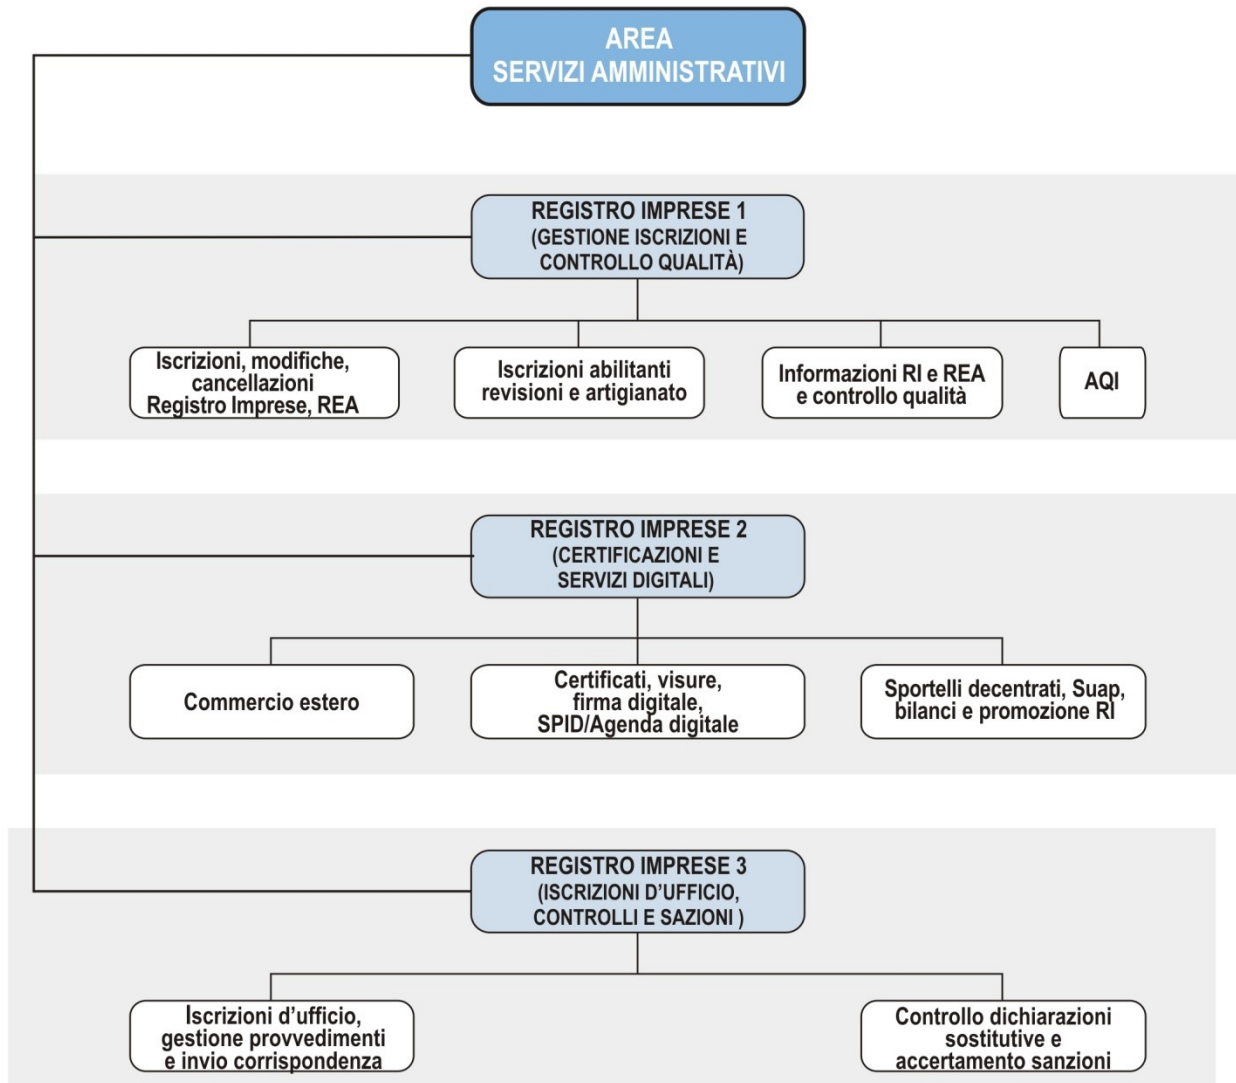 AREA
SERVIZI AMMINISTRATIVI
REGISTRO IMPRESE 1
(GESTIONE ISCRIZIONI E
CONTROLLO QUALITÀ)
Iscrizioni, modifiche,
cancellazioni
Registro Imprese, REA
Iscrizioni abilitanti
revisioni e artigianato
Informazioni RI e REA
e controllo qualità
AQI
REGISTRO IMPRESE 2
(CERTIFICAZIONI E
SERVIZI DIGITALI)
Commercio estero
Certificati, visure,
firma digitale,
SPID/Agenda digitale
Sportelli decentrati, Suap,
bilanci e promozione RI
REGISTRO IMPRESE 3
(ISCRIZIONI D’UFFICIO,
CONTROLLI E SAZIONI )
Iscrizioni d’ufficio,
gestione provvedimenti
e invio corrispondenza
Controllo dichiarazioni
sostitutive e
accertamento sanzioni